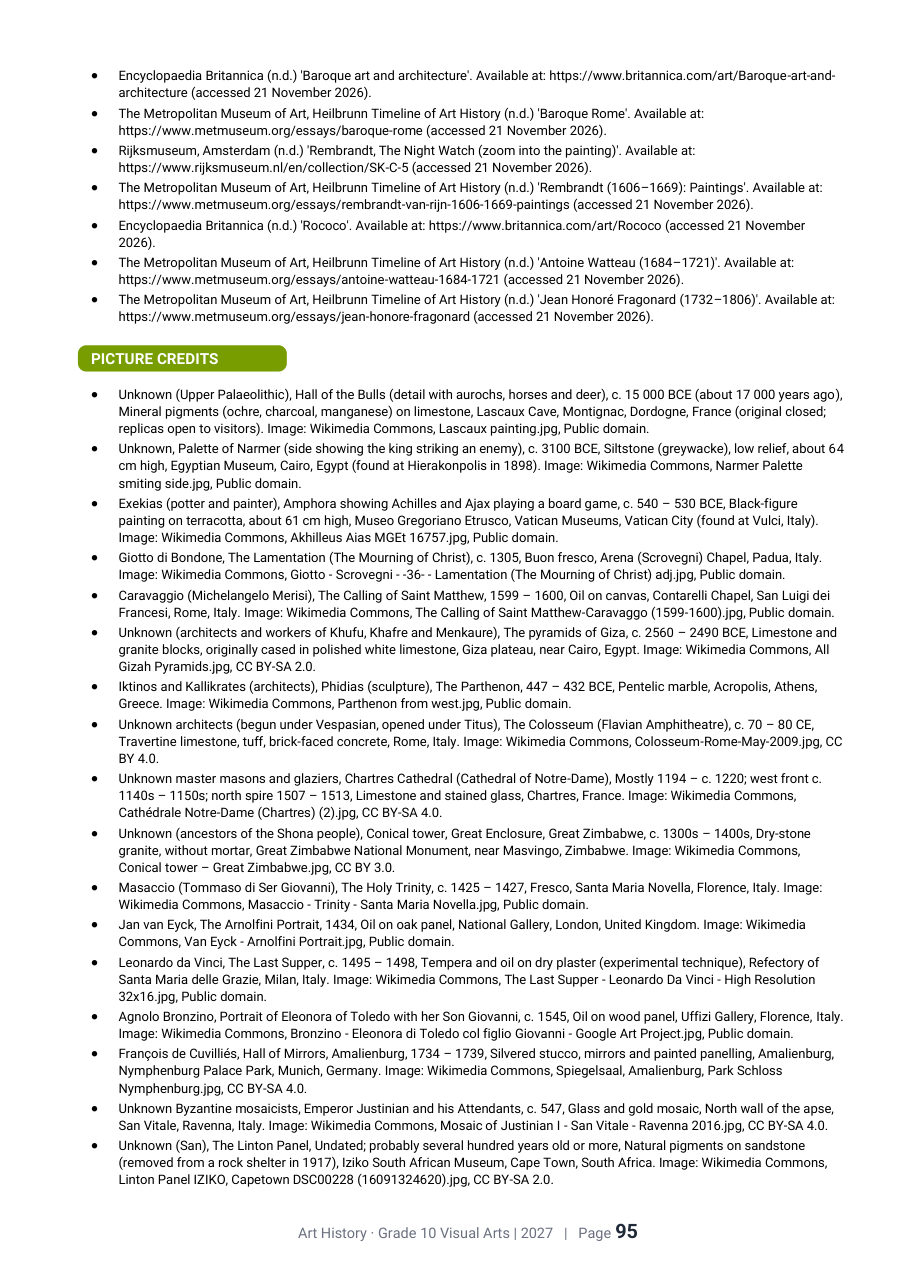 • Encyclopaedia Britannica (n.d.) 'Baroque art and architecture'. Available at: https://www.britannica.com/art/Baroque-art-and-
architecture (accessed 21 November 2026).
• The Metropolitan Museum of Art, Heilbrunn Timeline of Art History (n.d.) 'Baroque Rome'. Available at:
https://www.metmuseum.org/essays/baroque-rome (accessed 21 November 2026).
• Rijksmuseum, Amsterdam (n.d.) 'Rembrandt, The Night Watch (zoom into the painting)'. Available at:
https://www.rijksmuseum.nl/en/collection/SK-C-5 (accessed 21 November 2026).
• The Metropolitan Museum of Art, Heilbrunn Timeline of Art History (n.d.) 'Rembrandt (1606–1669): Paintings'. Available at:
https://www.metmuseum.org/essays/rembrandt-van-rijn-1606-1669-paintings (accessed 21 November 2026).
• Encyclopaedia Britannica (n.d.) 'Rococo'. Available at: https://www.britannica.com/art/Rococo (accessed 21 November
2026).
• The Metropolitan Museum of Art, Heilbrunn Timeline of Art History (n.d.) 'Antoine Watteau (1684–1721)'. Available at:
https://www.metmuseum.org/essays/antoine-watteau-1684-1721 (accessed 21 November 2026).
• The Metropolitan Museum of Art, Heilbrunn Timeline of Art History (n.d.) 'Jean Honoré Fragonard (1732–1806)'. Available at:
https://www.metmuseum.org/essays/jean-honore-fragonard (accessed 21 November 2026).
PICTURE CREDITS
• Unknown (Upper Palaeolithic), Hall of the Bulls (detail with aurochs, horses and deer), c. 15 000 BCE (about 17 000 years ago),
Mineral pigments (ochre, charcoal, manganese) on limestone, Lascaux Cave, Montignac, Dordogne, France (original closed;
replicas open to visitors). Image: Wikimedia Commons, Lascaux painting.jpg, Public domain.
• Unknown, Palette of Narmer (side showing the king striking an enemy), c. 3100 BCE, Siltstone (greywacke), low relief, about 64
cm high, Egyptian Museum, Cairo, Egypt (found at Hierakonpolis in 1898). Image: Wikimedia Commons, Narmer Palette
smiting side.jpg, Public domain.
• Exekias (potter and painter), Amphora showing Achilles and Ajax playing a board game, c. 540 – 530 BCE, Black-figure
painting on terracotta, about 61 cm high, Museo Gregoriano Etrusco, Vatican Museums, Vatican City (found at Vulci, Italy).
Image: Wikimedia Commons, Akhilleus Aias MGEt 16757.jpg, Public domain.
• Giotto di Bondone, The Lamentation (The Mourning of Christ), c. 1305, Buon fresco, Arena (Scrovegni) Chapel, Padua, Italy.
Image: Wikimedia Commons, Giotto - Scrovegni - -36- - Lamentation (The Mourning of Christ) adj.jpg, Public domain.
• Caravaggio (Michelangelo Merisi), The Calling of Saint Matthew, 1599 – 1600, Oil on canvas, Contarelli Chapel, San Luigi dei
Francesi, Rome, Italy. Image: Wikimedia Commons, The Calling of Saint Matthew-Caravaggo (1599-1600).jpg, Public domain.
• Unknown (architects and workers of Khufu, Khafre and Menkaure), The pyramids of Giza, c. 2560 – 2490 BCE, Limestone and
granite blocks, originally cased in polished white limestone, Giza plateau, near Cairo, Egypt. Image: Wikimedia Commons, All
Gizah Pyramids.jpg, CC BY-SA 2.0.
• Iktinos and Kallikrates (architects), Phidias (sculpture), The Parthenon, 447 – 432 BCE, Pentelic marble, Acropolis, Athens,
Greece. Image: Wikimedia Commons, Parthenon from west.jpg, Public domain.
• Unknown architects (begun under Vespasian, opened under Titus), The Colosseum (Flavian Amphitheatre), c. 70 – 80 CE,
Travertine limestone, tuff, brick-faced concrete, Rome, Italy. Image: Wikimedia Commons, Colosseum-Rome-May-2009.jpg, CC
BY 4.0.
• Unknown master masons and glaziers, Chartres Cathedral (Cathedral of Notre-Dame), Mostly 1194 – c. 1220; west front c.
1140s – 1150s; north spire 1507 – 1513, Limestone and stained glass, Chartres, France. Image: Wikimedia Commons,
Cathédrale Notre-Dame (Chartres) (2).jpg, CC BY-SA 4.0.
• Unknown (ancestors of the Shona people), Conical tower, Great Enclosure, Great Zimbabwe, c. 1300s – 1400s, Dry-stone
granite, without mortar, Great Zimbabwe National Monument, near Masvingo, Zimbabwe. Image: Wikimedia Commons,
Conical tower – Great Zimbabwe.jpg, CC BY 3.0.
• Masaccio (Tommaso di Ser Giovanni), The Holy Trinity, c. 1425 – 1427, Fresco, Santa Maria Novella, Florence, Italy. Image:
Wikimedia Commons, Masaccio - Trinity - Santa Maria Novella.jpg, Public domain.
• Jan van Eyck, The Arnolfini Portrait, 1434, Oil on oak panel, National Gallery, London, United Kingdom. Image: Wikimedia
Commons, Van Eyck - Arnolfini Portrait.jpg, Public domain.
• Leonardo da Vinci, The Last Supper, c. 1495 – 1498, Tempera and oil on dry plaster (experimental technique), Refectory of
Santa Maria delle Grazie, Milan, Italy. Image: Wikimedia Commons, The Last Supper - Leonardo Da Vinci - High Resolution
32x16.jpg, Public domain.
• Agnolo Bronzino, Portrait of Eleonora of Toledo with her Son Giovanni, c. 1545, Oil on wood panel, Uffizi Gallery, Florence, Italy.
Image: Wikimedia Commons, Bronzino - Eleonora di Toledo col figlio Giovanni - Google Art Project.jpg, Public domain.
• François de Cuvilliés, Hall of Mirrors, Amalienburg, 1734 – 1739, Silvered stucco, mirrors and painted panelling, Amalienburg,
Nymphenburg Palace Park, Munich, Germany. Image: Wikimedia Commons, Spiegelsaal, Amalienburg, Park Schloss
Nymphenburg.jpg, CC BY-SA 4.0.
• Unknown Byzantine mosaicists, Emperor Justinian and his Attendants, c. 547, Glass and gold mosaic, North wall of the apse,
San Vitale, Ravenna, Italy. Image: Wikimedia Commons, Mosaic of Justinian I - San Vitale - Ravenna 2016.jpg, CC BY-SA 4.0.
• Unknown (San), The Linton Panel, Undated; probably several hundred years old or more, Natural pigments on sandstone
(removed from a rock shelter in 1917), Iziko South African Museum, Cape Town, South Africa. Image: Wikimedia Commons,
Linton Panel IZIKO, Capetown DSC00228 (16091324620).jpg, CC BY-SA 2.0.
Art History · Grade 10 Visual Arts | 2027 | Page 95